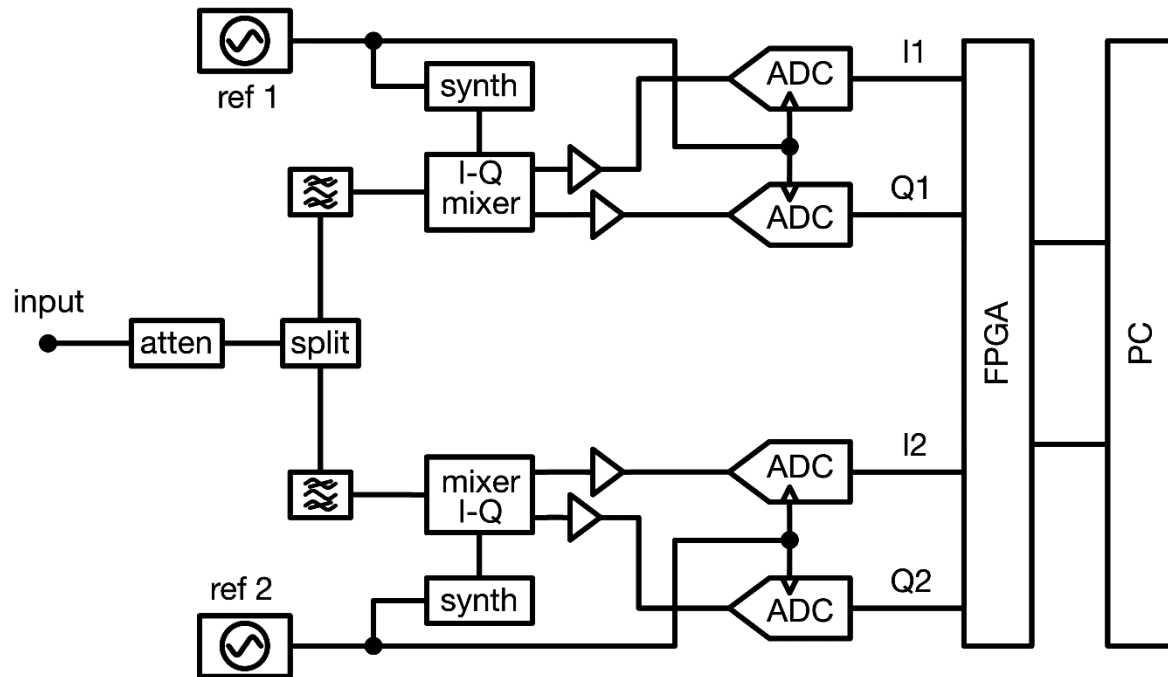 ref 1
synth
I-Q
mixer
ADC
I1
ADC
Q1
input
atten
split
FPGA
PC
mixer
I-Q
synth
ref 2
ADC
I2
ADC
Q2